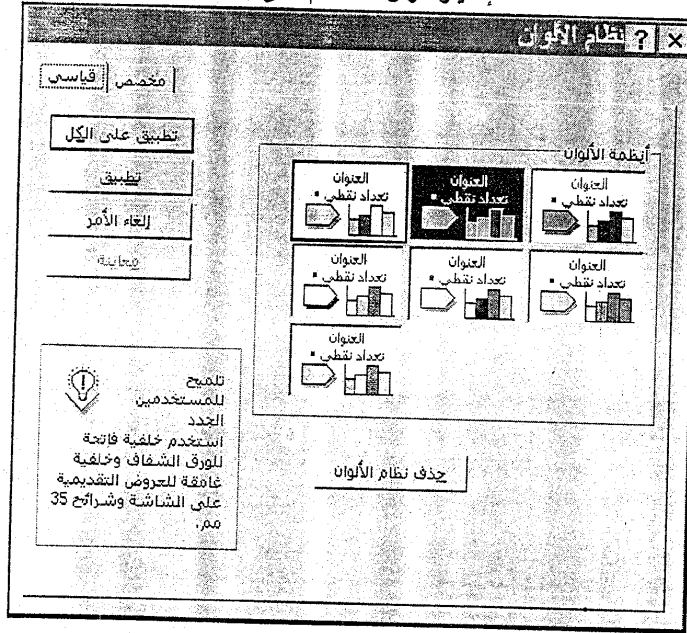 نظام الألوان
قياسي
مخصص
تطبيق على الكل
تطبيق
إلغاء الأمر
معاينة
أنظمة الألوان
العنوان
تعداد نقطي
العنوان
تعداد نقطي
العنوان
تعداد نقطي
العنوان
تعداد نقطي
العنوان
تعداد نقطي
العنوان
تعداد نقطي
العنوان
تعداد نقطي
حذف نظام الألوان
تلميح
للمستخدمين
الجدد
استخدم خلفية فاتحة
للورق الشفاف وخلفية
غامقة للعروض التقديمية
على الشاشة وشرائح 35
مم.